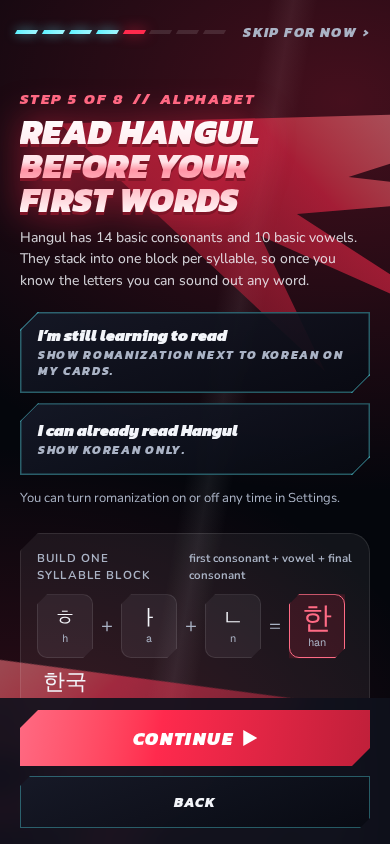 SKIP FOR NOW >
STEP 5 OF 8 // ALPHABET
READ HANGUL
BEFORE YOUR
FIRST WORDS
Hangul has 14 basic consonants and 10 basic vowels.
They stack into one block per syllable, so once you
know the letters you can sound out any word.
I'm still learning to read
SHOW ROMANIZATION NEXT TO KOREAN ON
MY CARDS.
I can already read Hangul
SHOW KOREAN ONLY.
You can turn romanization on or off any time in Settings.
BUILD ONE
SYLLABLE BLOCK
first consonant + vowel + final
consonant
ㅎ + ㅏ + ㄴ = 한
h a n han
한국
CONTINUE ▶
BACK